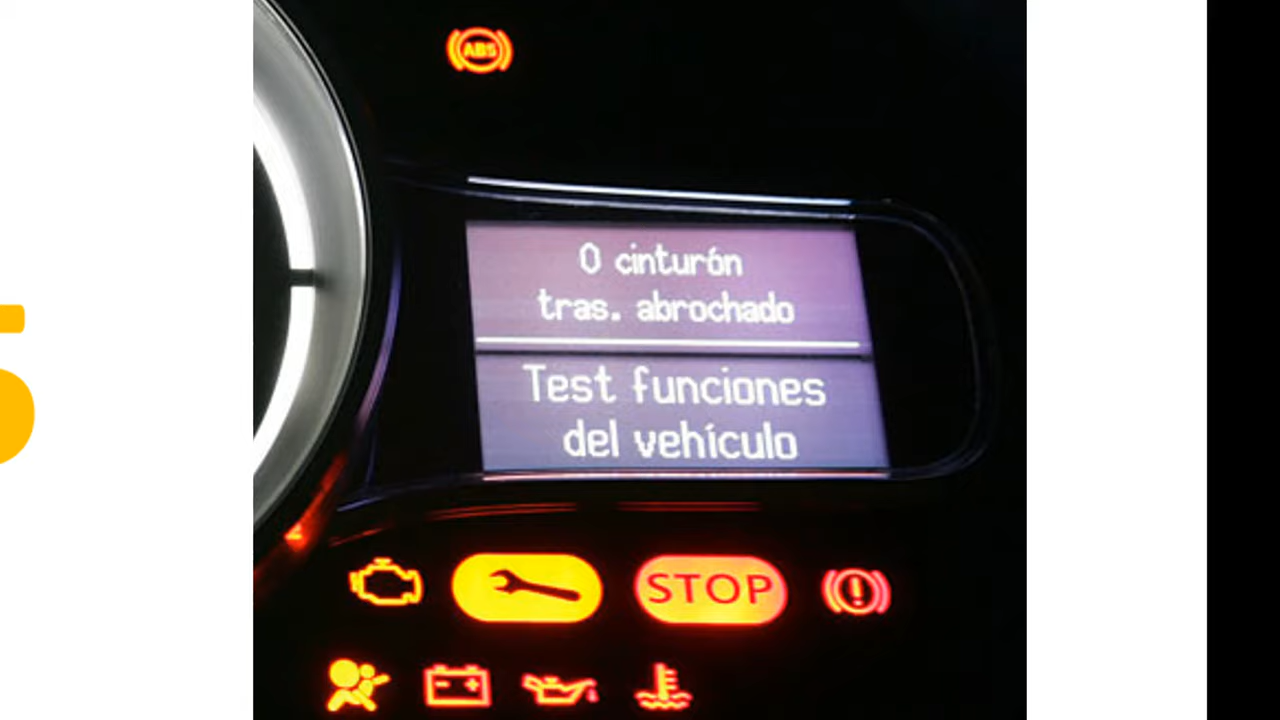 ABS
0 cinturón
tras. abrochado
Test funciones
del vehículo
STOP